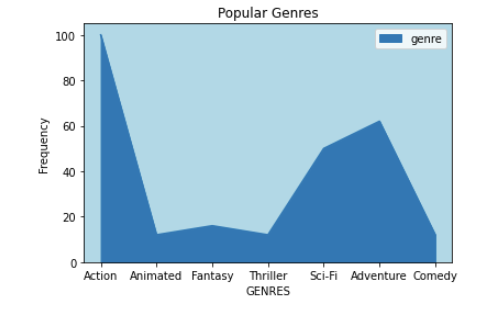 Popular Genres
genre
100
80
60
40
20
0
Frequency
Action Animated Fantasy Thriller Sci-Fi Adventure Comedy
GENRES